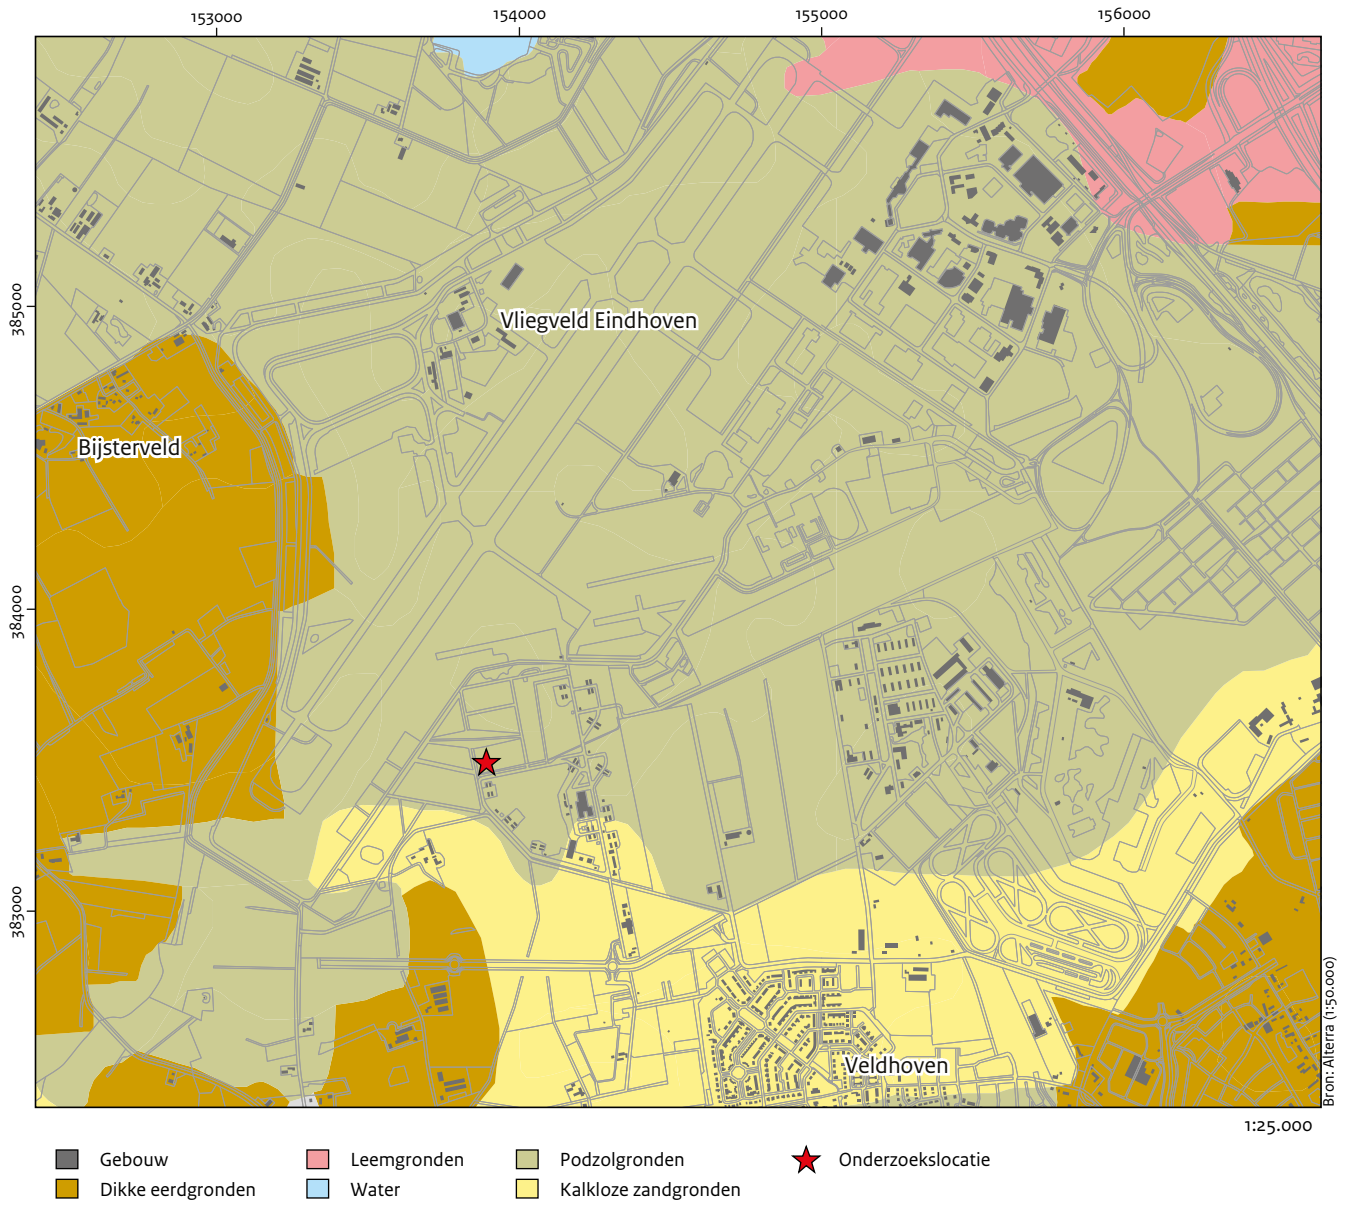 153000 154000 155000 156000
385000
384000
383000
Vliegveld Eindhoven
Bijsterveld
Veldhoven
Bron: Alterra (1:50.000)
1:25.000
Gebouw Leemgronden Podzolgronden Onderzoekslocatie
Dikke eerdgronden Water Kalkloze zandgronden